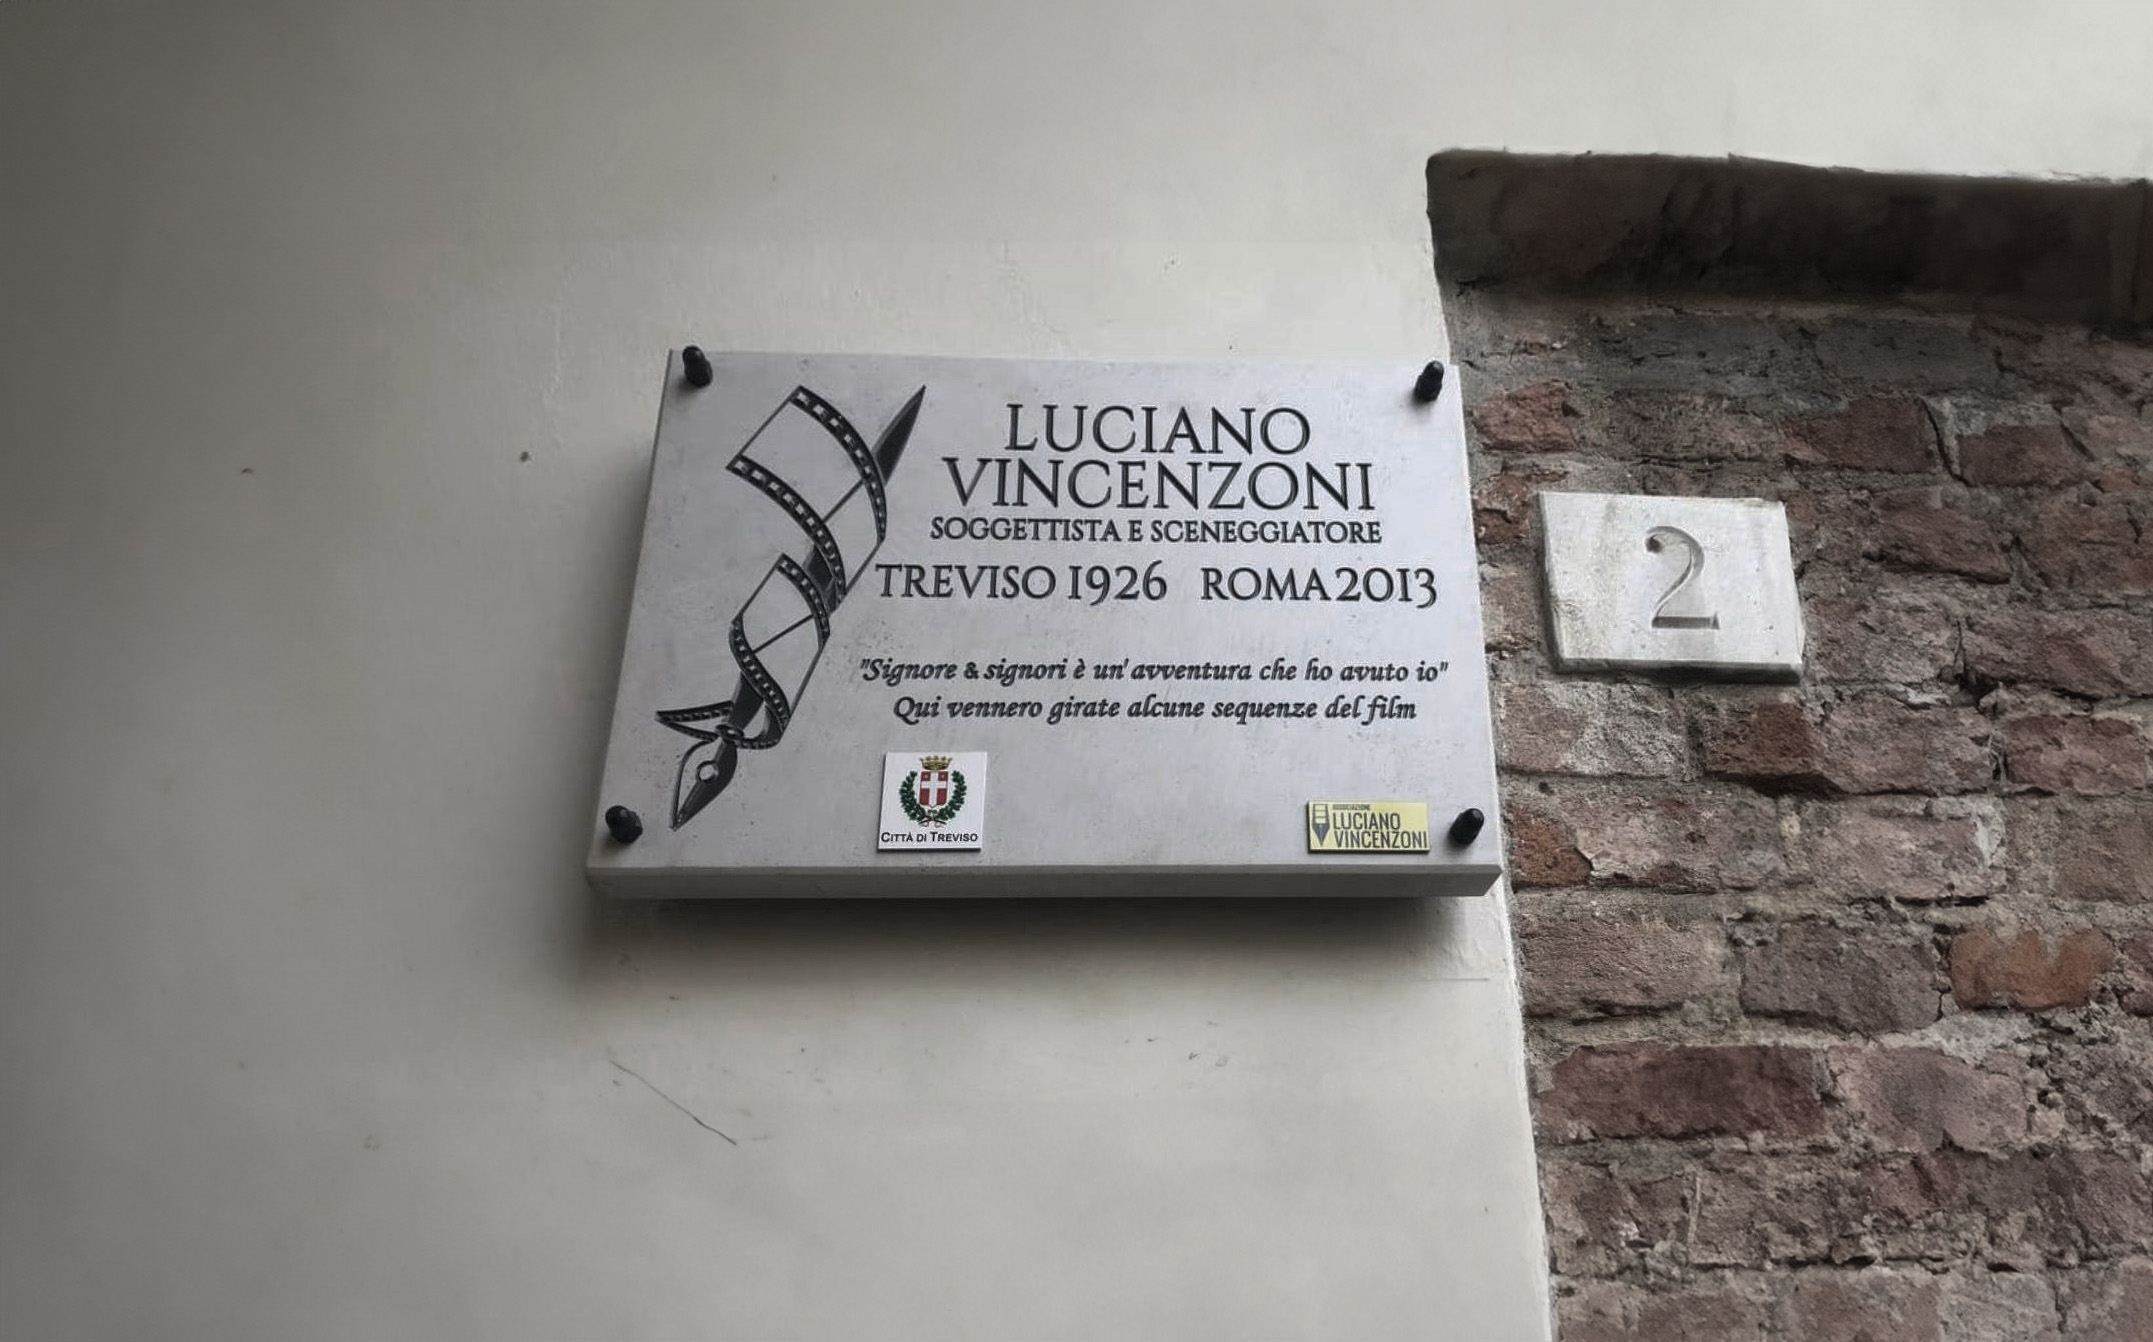 LUCIANO
VINCENZONI
SOGGETTISTA E SCENEGGIATORE
TREVISO 1926 ROMA 2013
"Signore & signori è un' avventura che ho avuto io"
Qui vennero girate alcune sequenze del film
CITTÀ DI TREVISO
ASSOCIAZIONE
LUCIANO
VINCENZONI
2